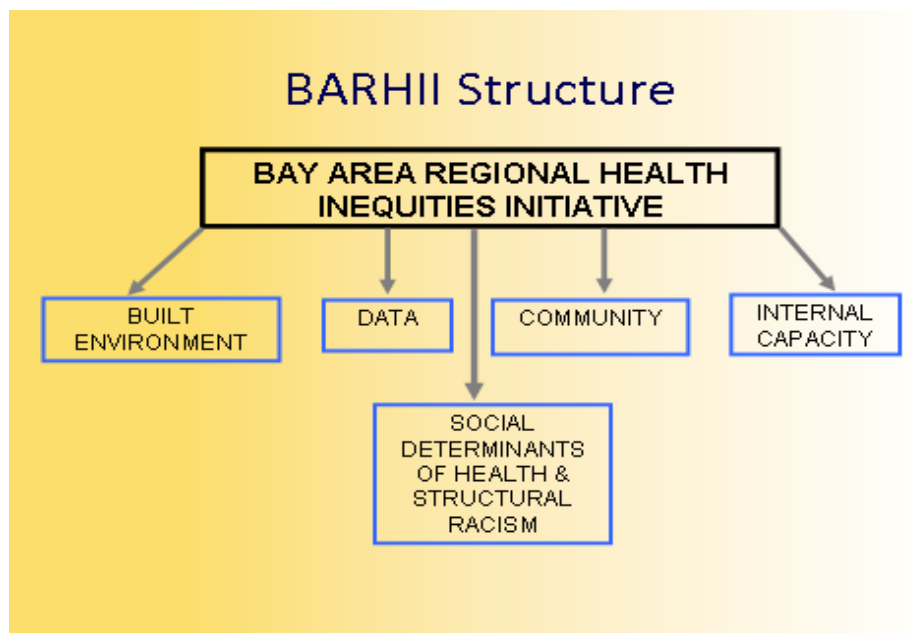 BARHII Structure
BAY AREA REGIONAL HEALTH
INEQUITIES INITIATIVE
BUILT
ENVIRONMENT
DATA
COMMUNITY
INTERNAL
CAPACITY
SOCIAL
DETERMINANTS
OF HEALTH &
STRUCTURAL
RACISM